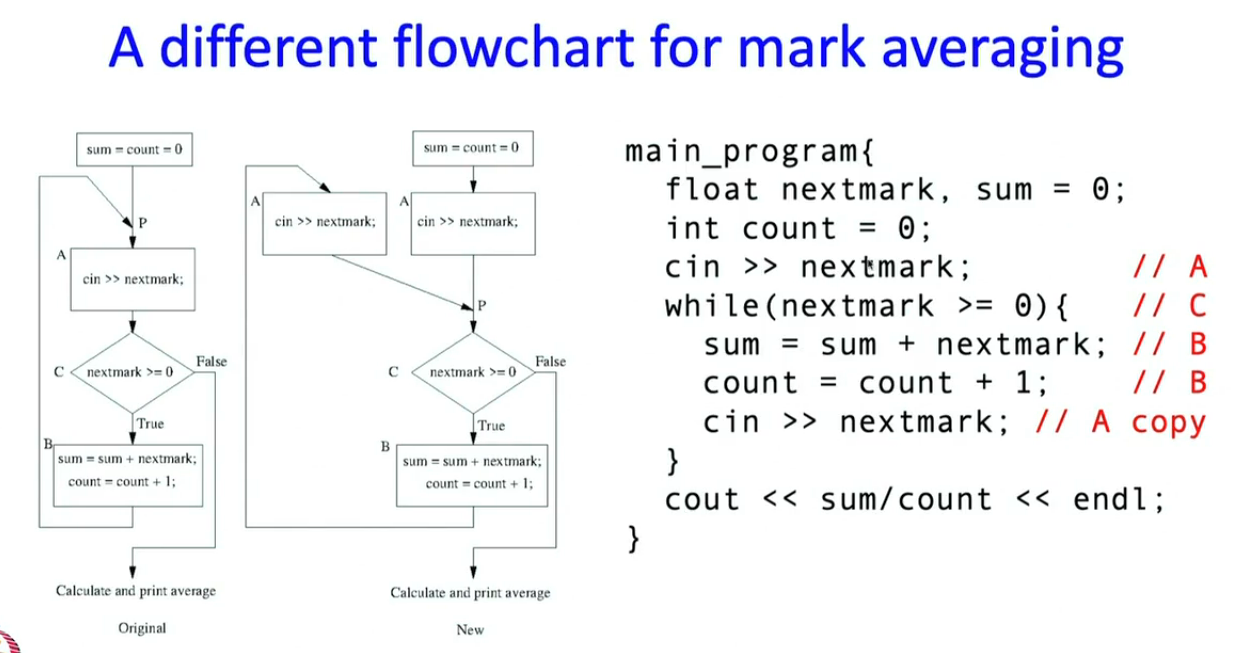 A different flowchart for mark averaging
sum = count = 0
P
A
cin >> nextmark;
C
nextmark >= 0
False
True
B
sum = sum + nextmark;
count = count + 1;
Calculate and print average
Original
sum = count = 0
A
cin >> nextmark;
A
cin >> nextmark;
P
C
nextmark >= 0
False
True
B
sum = sum + nextmark;
count = count + 1;
Calculate and print average
New
main_program{
float nextmark, sum = 0;
int count = 0;
cin >> nextmark; // A
while(nextmark >= 0){ // C
sum = sum + nextmark; // B
count = count + 1; // B
cin >> nextmark; // A copy
}
cout << sum/count << endl;
}